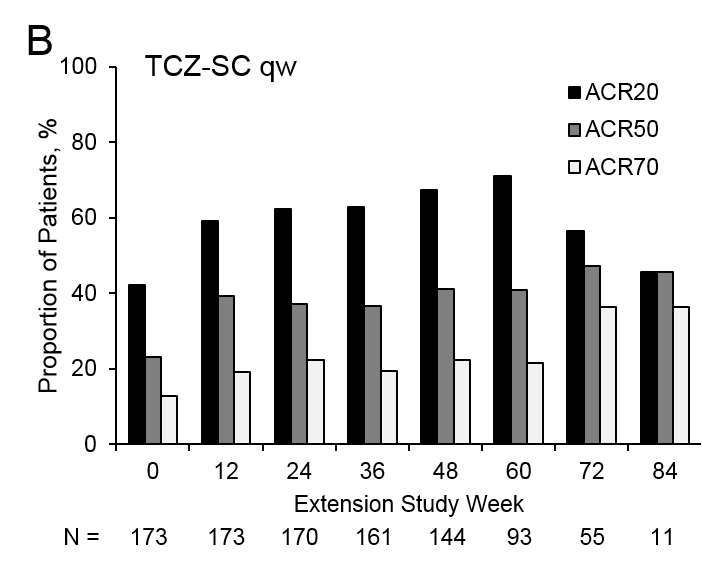 B
TCZ-SC qw
ACR20
ACR50
ACR70
Proportion of Patients, %
100
80
60
40
20
0
0 12 24 36 48 60 72 84
Extension Study Week
N = 173 173 170 161 144 93 55 11